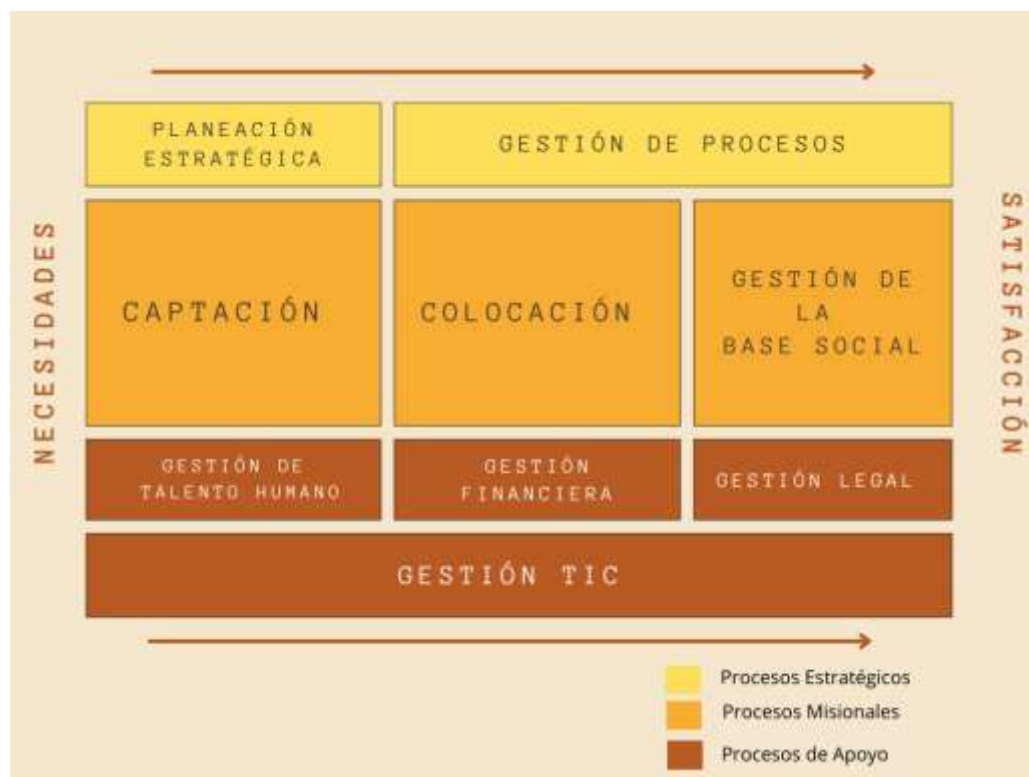 PLANEACIÓN
ESTRATÉGICA
GESTIÓN DE PROCESOS
NECESIDADES
CAPTACIÓN
COLOCACIÓN
GESTIÓN DE
LA
BASE SOCIAL
SATISFACCIÓN
GESTIÓN DE
TALENTO HUMANO
GESTIÓN
FINANCIERA
GESTIÓN LEGAL
GESTIÓN TIC
Procesos Estratégicos
Procesos Misionales
Procesos de Apoyo